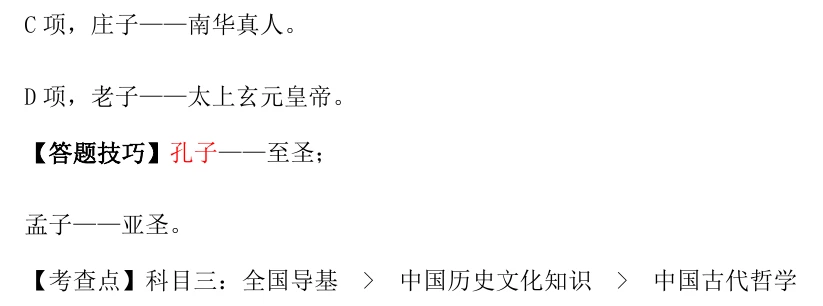 C 项，庄子——南华真人。
D 项，老子——太上玄元皇帝。
【答题技巧】孔子——至圣；
孟子——亚圣。
【考查点】科目三：全国导基 > 中国历史文化知识 > 中国古代哲学